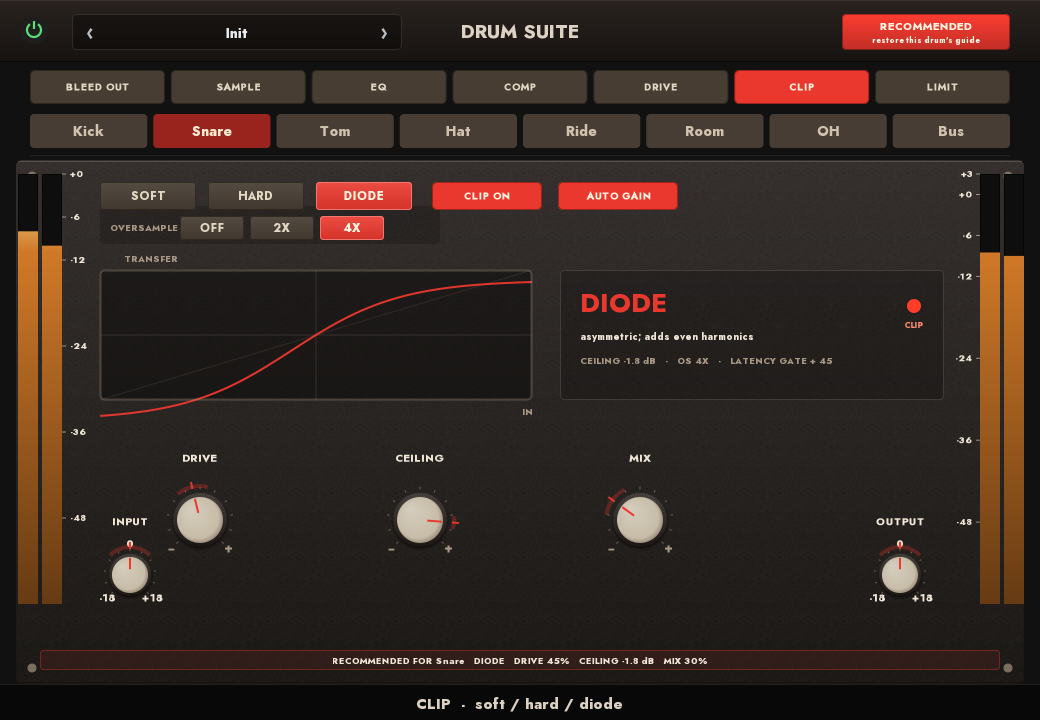 ‹ Init ›
DRUM SUITE
RECOMMENDED
restore this drum's guide
BLEED OUT SAMPLE EQ COMP DRIVE CLIP LIMIT
Kick Snare Tom Hat Ride Room OH Bus
SOFT HARD DIODE CLIP ON AUTO GAIN
OVERSAMPLE OFF 2X 4X
TRANSFER
+0
-6
-12
-24
-36
-48
DIODE
CLIP
asymmetric; adds even harmonics
CEILING -1.8 dB · OS 4X · LATENCY GATE + 45
IN
+3
+0
-6
-12
-24
-36
-48
DRIVE CEILING MIX
- + - + - +
INPUT OUTPUT
0 0
-18 +18 -18 +18
RECOMMENDED FOR Snare DIODE DRIVE 45% CEILING -1.8 dB MIX 30%
CLIP - soft / hard / diode